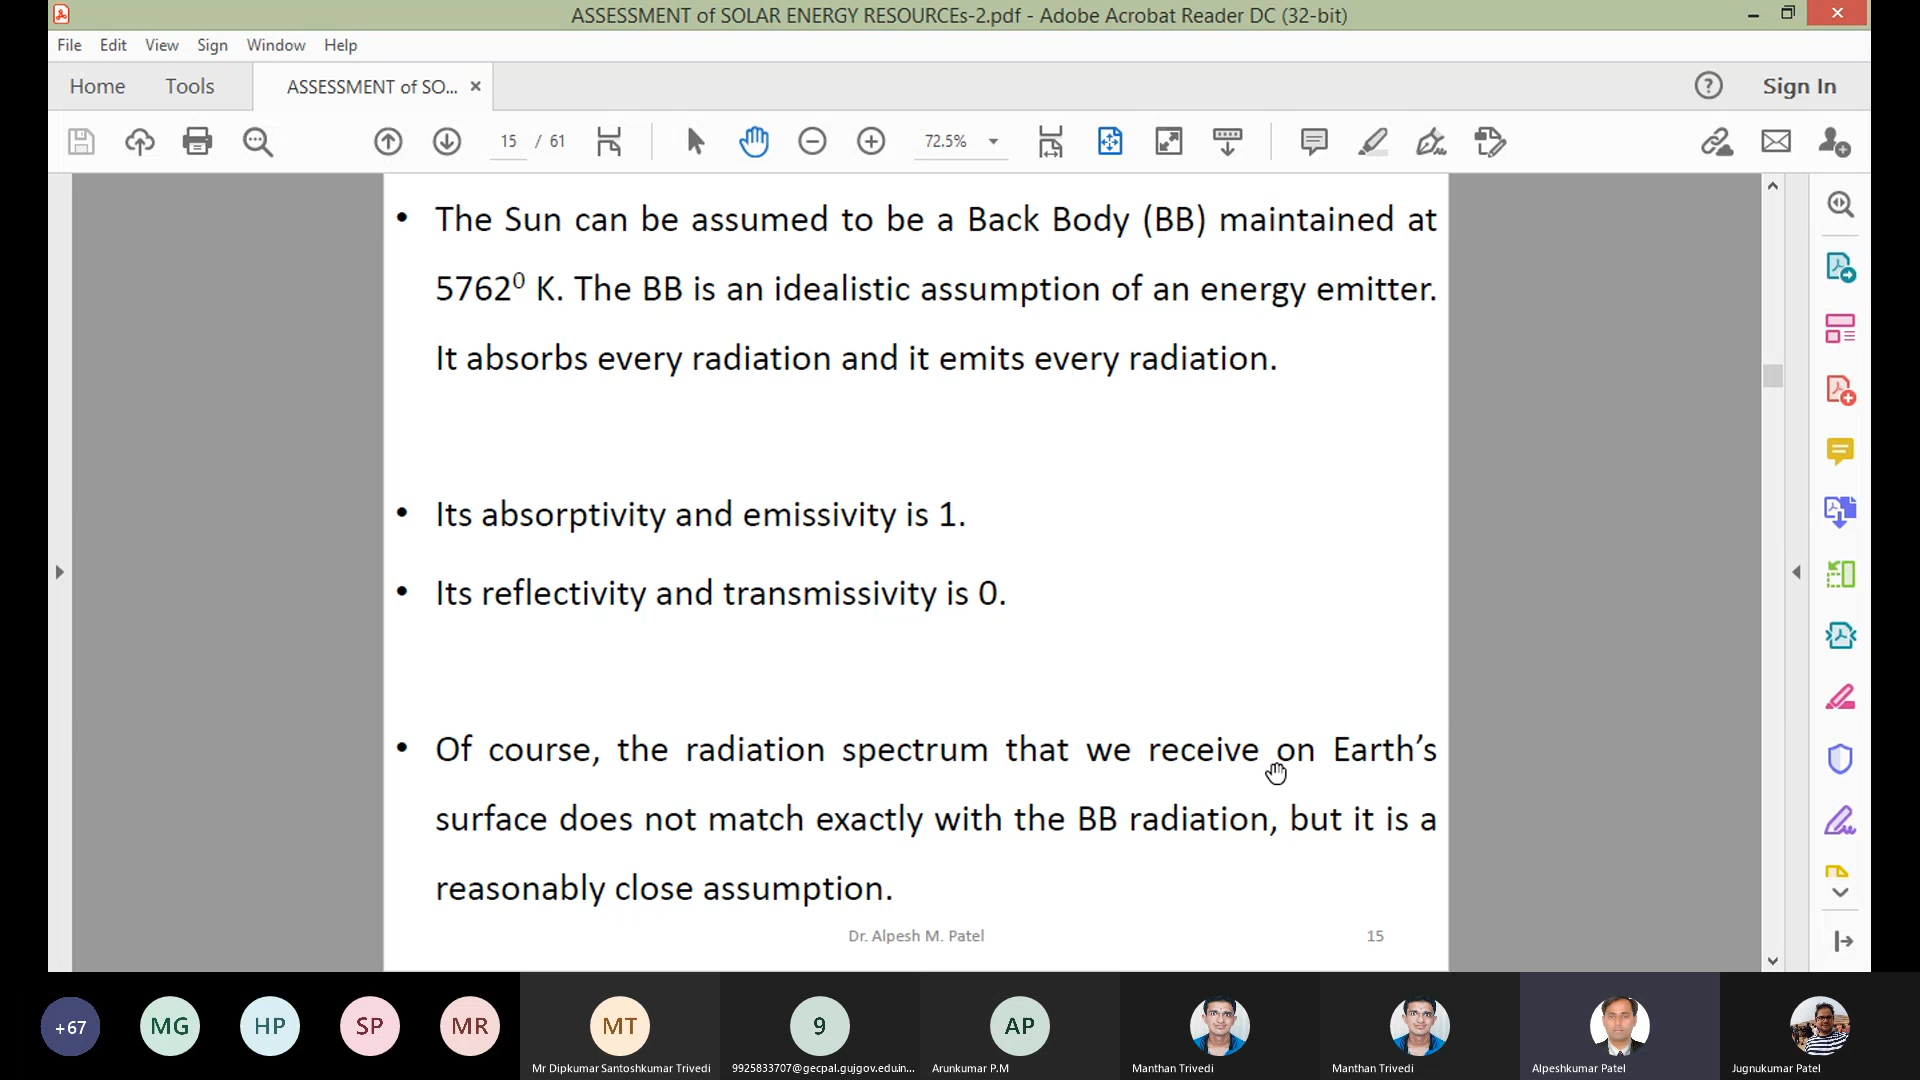 ASSESSMENT of SOLAR ENERGY RESOURCEs-2.pdf - Adobe Acrobat Reader DC (32-bit)
File Edit View Sign Window Help
Home Tools ASSESSMENT of SO... × Sign In
15 / 61 72.5%
• The Sun can be assumed to be a Back Body (BB) maintained at
5762⁰ K. The BB is an idealistic assumption of an energy emitter.
It absorbs every radiation and it emits every radiation.
• Its absorptivity and emissivity is 1.
• Its reflectivity and transmissivity is 0.
• Of course, the radiation spectrum that we receive on Earth’s
surface does not match exactly with the BB radiation, but it is a
reasonably close assumption.
Dr. Alpesh M. Patel 15
+67 MG HP SP MR MT 9 AP
Mr Dipkumar Santoshkumar Trivedi 9925833707@gecpal.gujgov.eduin... Arunkumar P.M Manthan Trivedi Manthan Trivedi Alpeshkumar Patel Jugnukumar Patel